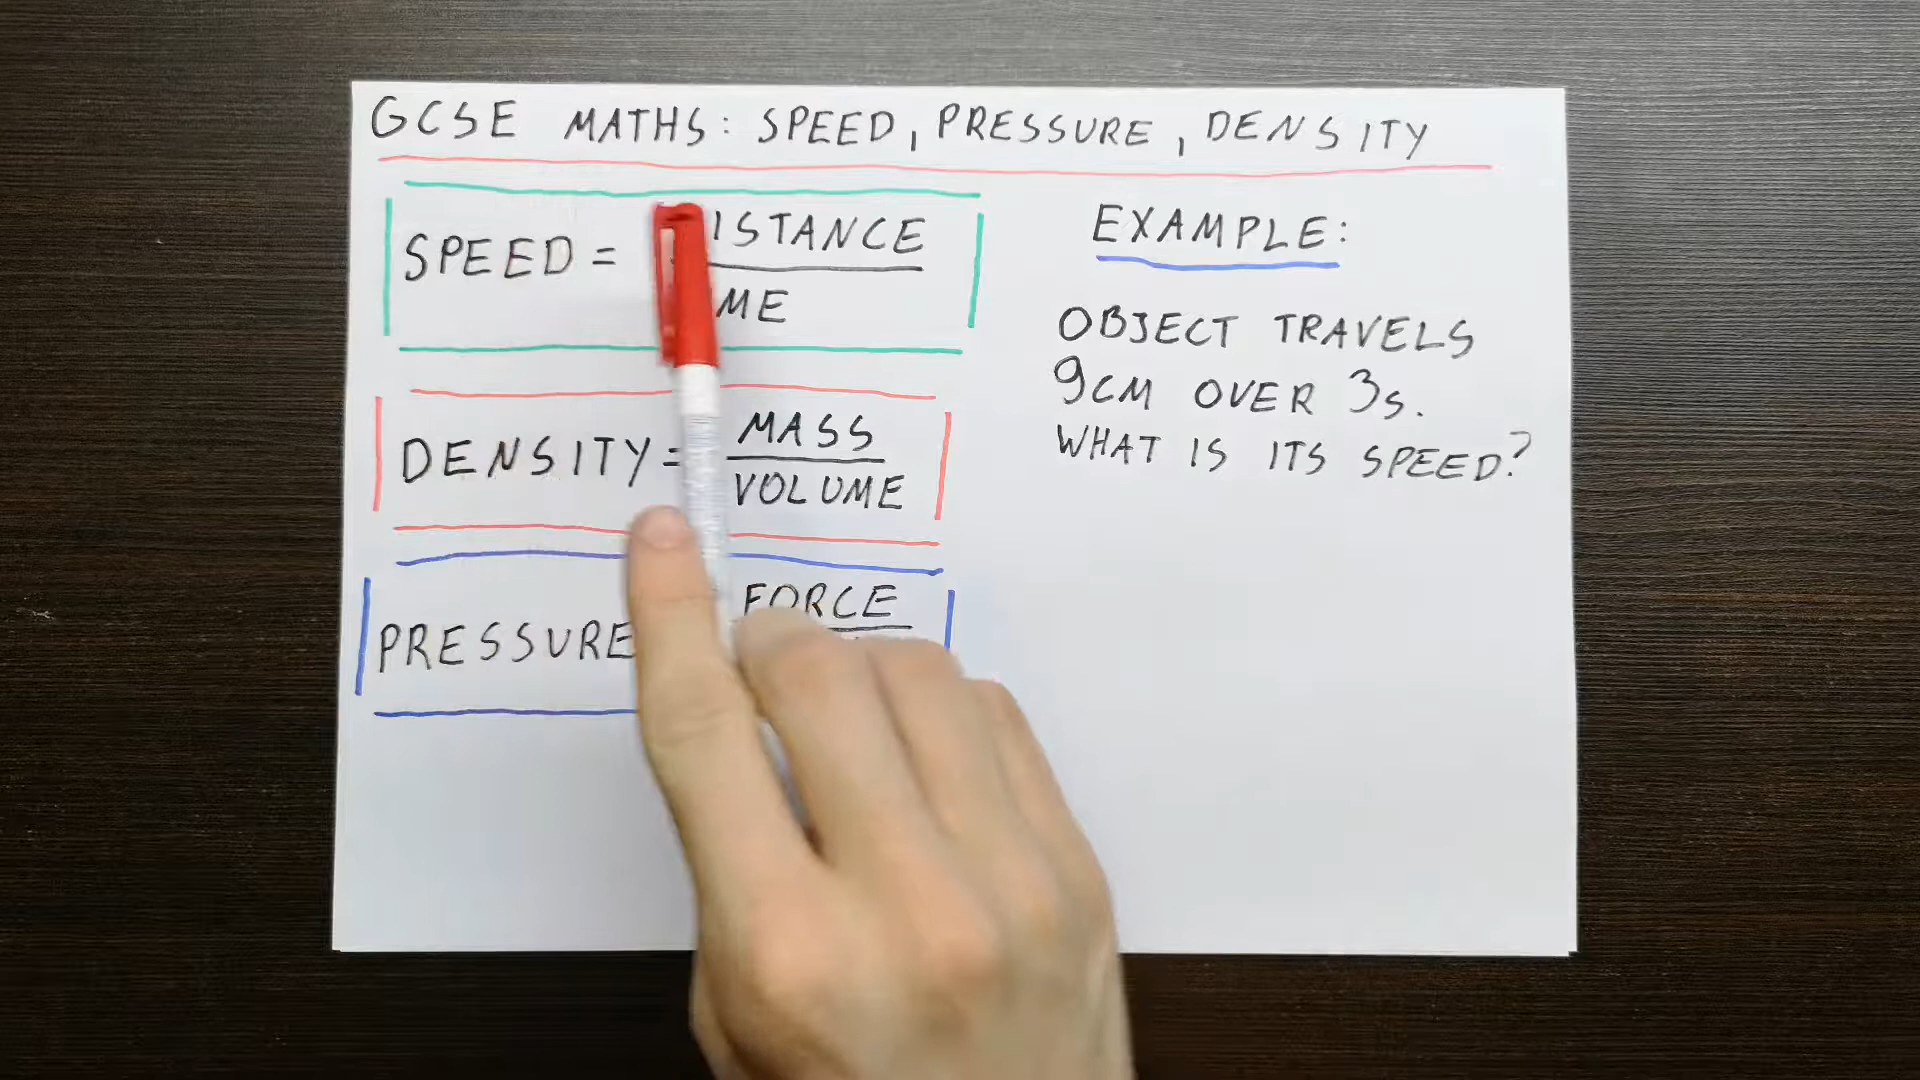 GCSE MATHS: SPEED, PRESSURE, DENSITY
SPEED = ISTANCE
ME
DENSITY = MASS
VOLUME
PRESSURE FORCE
EXAMPLE:
OBJECT TRAVELS
9CM OVER 3s.
WHAT IS ITS SPEED?